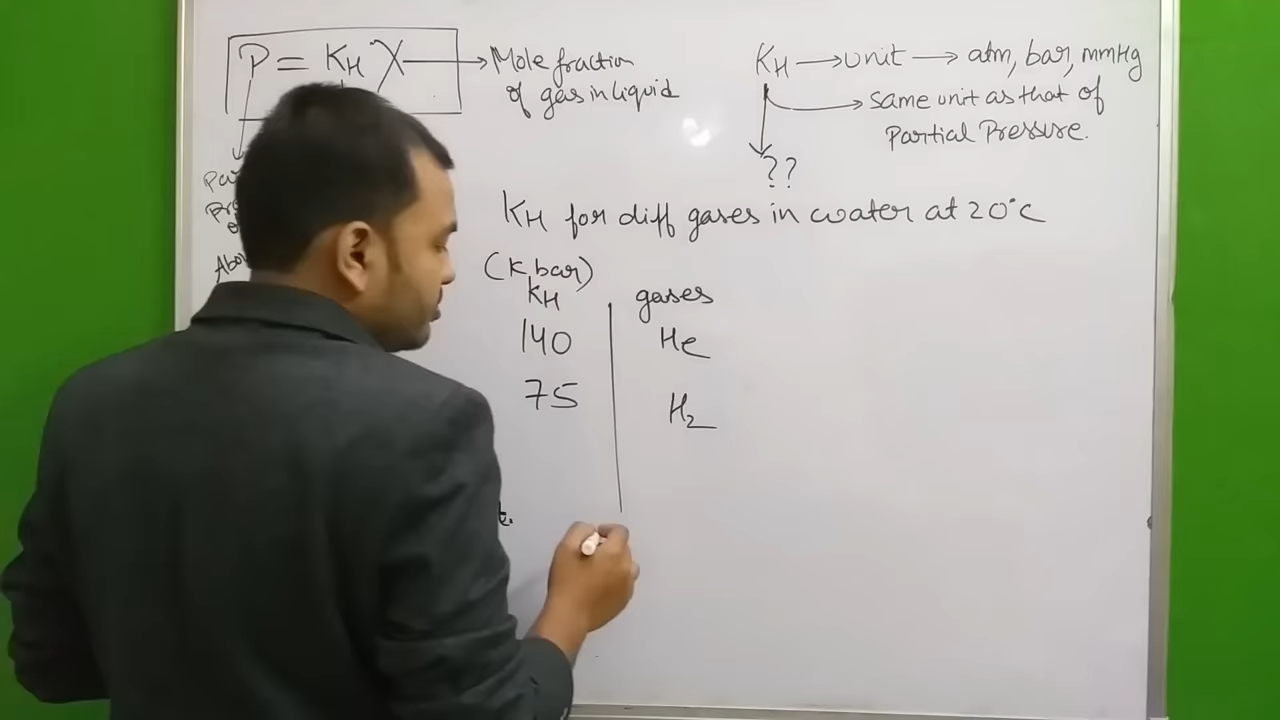 P = KH X → Mole fraction
of gas in liquid
KH → unit → atm, bar, mmHg
→ same unit as that of
Partial Pressure.
??
KH for diff gases in water at 20°C
(K bar)
KH gases
140 He
75 H2